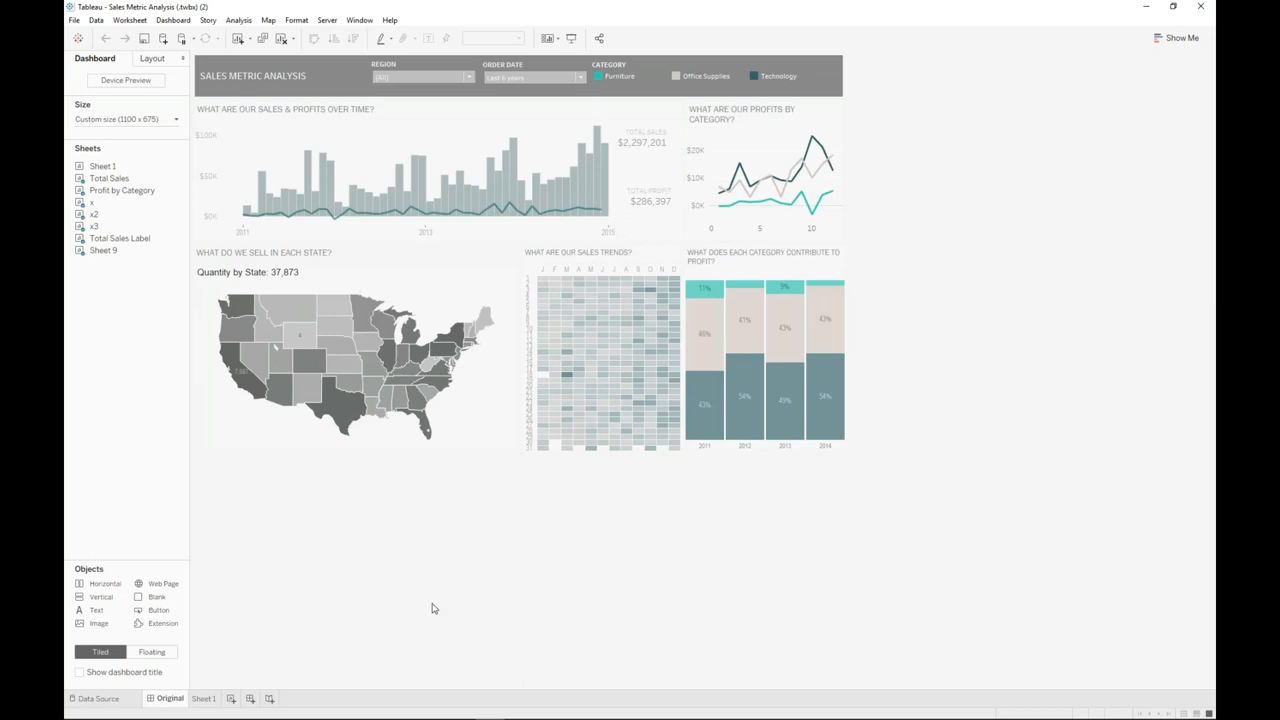 Tableau - Sales Metric Analysis (.twbx) (2)
File Data Worksheet Dashboard Story Analysis Map Format Server Window Help
Show Me
Dashboard Layout
Device Preview
Size
Custom size (1100 x 675)
Sheets
Sheet 1
Total Sales
Profit by Category
x
x2
x3
Total Sales Label
Sheet 9
Objects
Horizontal Web Page
Vertical Blank
Text Button
Image Extension
Tiled Floating
Show dashboard title
Data Source Original Sheet 1
SALES METRIC ANALYSIS
REGION
(All)
ORDER DATE
Last 6 years
CATEGORY
Furniture Office Supplies Technology
WHAT ARE OUR SALES & PROFITS OVER TIME?
$100K
$50K
$0K
2011 2013 2015
TOTAL SALES
$2,297,201
TOTAL PROFIT
$286,397
WHAT ARE OUR PROFITS BY
CATEGORY?
$20K
$10K
$0K
0 5 10
WHAT DO WE SELL IN EACH STATE?
Quantity by State: 37,873
WHAT ARE OUR SALES TRENDS?
J F M A M J J A S O N D
WHAT DOES EACH CATEGORY CONTRIBUTE TO
PROFIT?
11% 9%
46% 41% 43% 43%
43% 54% 49% 54%
2011 2012 2013 2014